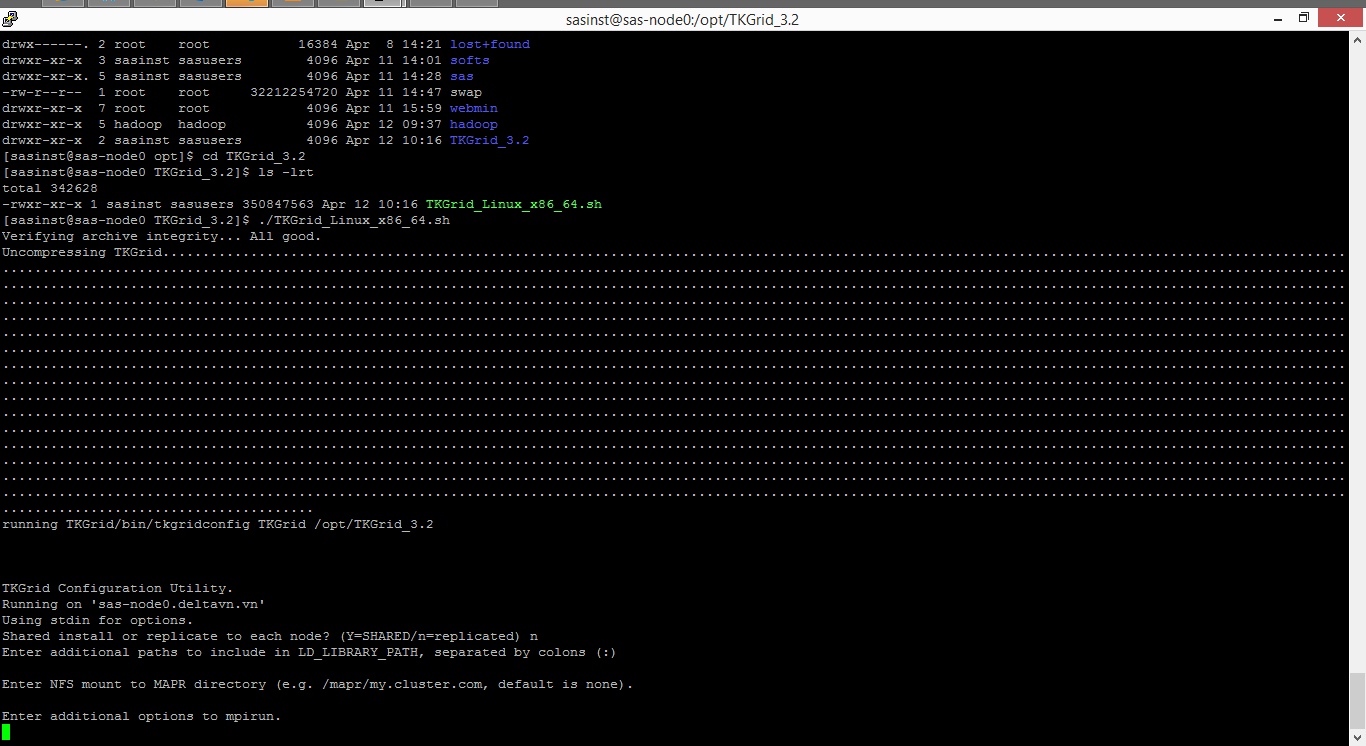 sasinst@sas-node0:/opt/TKGrid_3.2
drwx------. 2 root    root           16384 Apr  8 14:21 lost+found
drwxr-xr-x  3 sasinst sasusers        4096 Apr 11 14:01 softs
drwxr-xr-x. 5 sasinst sasusers        4096 Apr 11 14:28 sas
-rw-r--r--  1 root    root     32212254720 Apr 11 14:47 swap
drwxr-xr-x  7 root    root            4096 Apr 11 15:59 webmin
drwxr-xr-x  5 hadoop  hadoop          4096 Apr 12 09:37 hadoop
drwxr-xr-x  2 sasinst sasusers        4096 Apr 12 10:16 TKGrid_3.2
[sasinst@sas-node0 opt]$ cd TKGrid_3.2
[sasinst@sas-node0 TKGrid_3.2]$ ls -lrt
total 342628
-rwxr-xr-x 1 sasinst sasusers 350847563 Apr 12 10:16 TKGrid_Linux_x86_64.sh
[sasinst@sas-node0 TKGrid_3.2]$ ./TKGrid_Linux_x86_64.sh
Verifying archive integrity... All good.
Uncompressing TKGrid....................................................................................................................................................
running TKGrid/bin/tkgridconfig TKGrid /opt/TKGrid_3.2
TKGrid Configuration Utility.
Running on 'sas-node0.deltavn.vn'
Using stdin for options.
Shared install or replicate to each node? (Y=SHARED/n=replicated) n
Enter additional paths to include in LD_LIBRARY_PATH, separated by colons (:)
Enter NFS mount to MAPR directory (e.g. /mapr/my.cluster.com, default is none).
Enter additional options to mpirun.